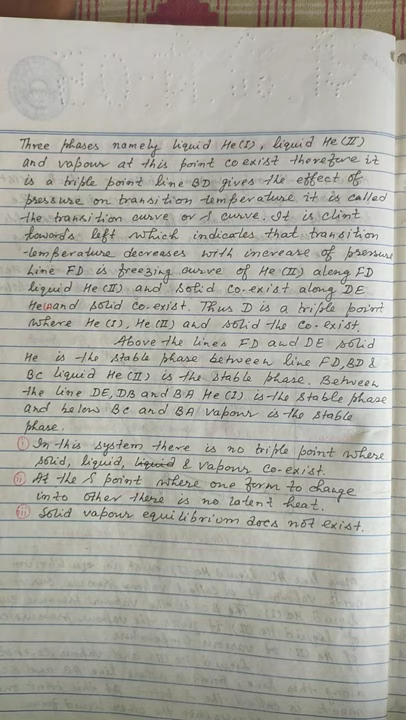 Three phases namely liquid He(I), liquid He(II)
and vapour at this point co exist therefore it
is a triple point line BD gives the effect of
pressure on transition temperature it is called
the transition curve or λ curve. It is clint
towards left which indicates that transition
temperature decreases with increase of pressure
Line FD is freezing curve of He(II) along FD
liquid He(II) and solid co-exist along DE
He(I) and solid co-exist. Thus D is a triple point
where He(I), He(II) and solid the co-exist.
Above the lines FD and DE solid
He is the stable phase between line FD, BD &
BC liquid He(II) is the stable phase. Between
the line DE, DB and BA He(I) is the stable phase
and below BC and BA vapour is the stable
phase.
(i) In this system there is no triple point where
solid, liquid, liquid & vapour co-exist.
(ii) At the λ point where one form to change
into other there is no latent heat.
(iii) Solid vapour equilibrium does not exist.